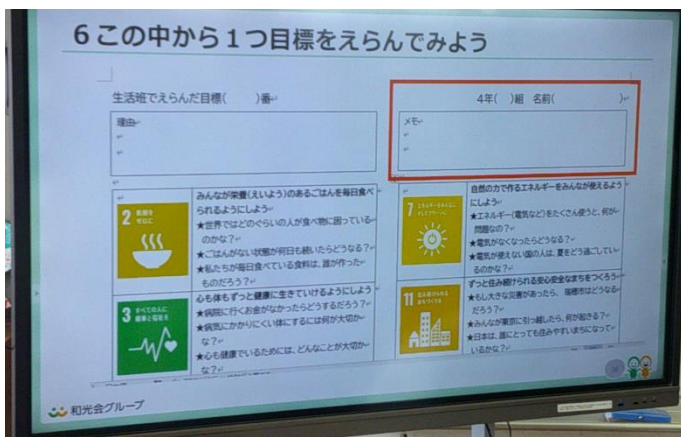 6この中から1つ目標をえらんでみよう
生活班でえらんだ目標(　　)番
4年(　)組　名前(　　　　　)
理由
メモ
2 飢餓を
ゼロに
みんなが栄養(えいよう)のあるごはんを毎日食べ
られるようにしよう
★世界ではどのぐらいの人が食べ物に困っている
のかな?
★ごはんがない状態が何日も続いたらどうなる?
★私たちが毎日食べている食料は、誰が作った
ものだろう?
3 すべての人に
健康と福祉を
心も体もずっと健康に生きていけるようにしよう
★病院に行くお金がなかったらどうするだろう?
★病気にかかりにくい体にするには何が大切か
な?
★心も健康でいるためには、どんなことが大切か
な?
7 エネルギーをみんなに
そしてクリーンに
自然の力で作るエネルギーをみんなが使えるよう
にしよう
★エネルギー(電気など)をたくさん使うと、何が
問題なの?
★電気がなくなったらどうなる?
★電気が使えない国の人は、夏をどう過ごしてい
るのかな?
11 住み続けられる
まちづくりを
ずっと住み続けられる安心安全なまちをつくろう
★もし大きな災害があったら、瑞穂市はどうなる
だろう?
★みんなが東京に引っ越したら、何が起きる?
★日本は、誰にとっても住みやすいまちになって
いるかな?
和光会グループ